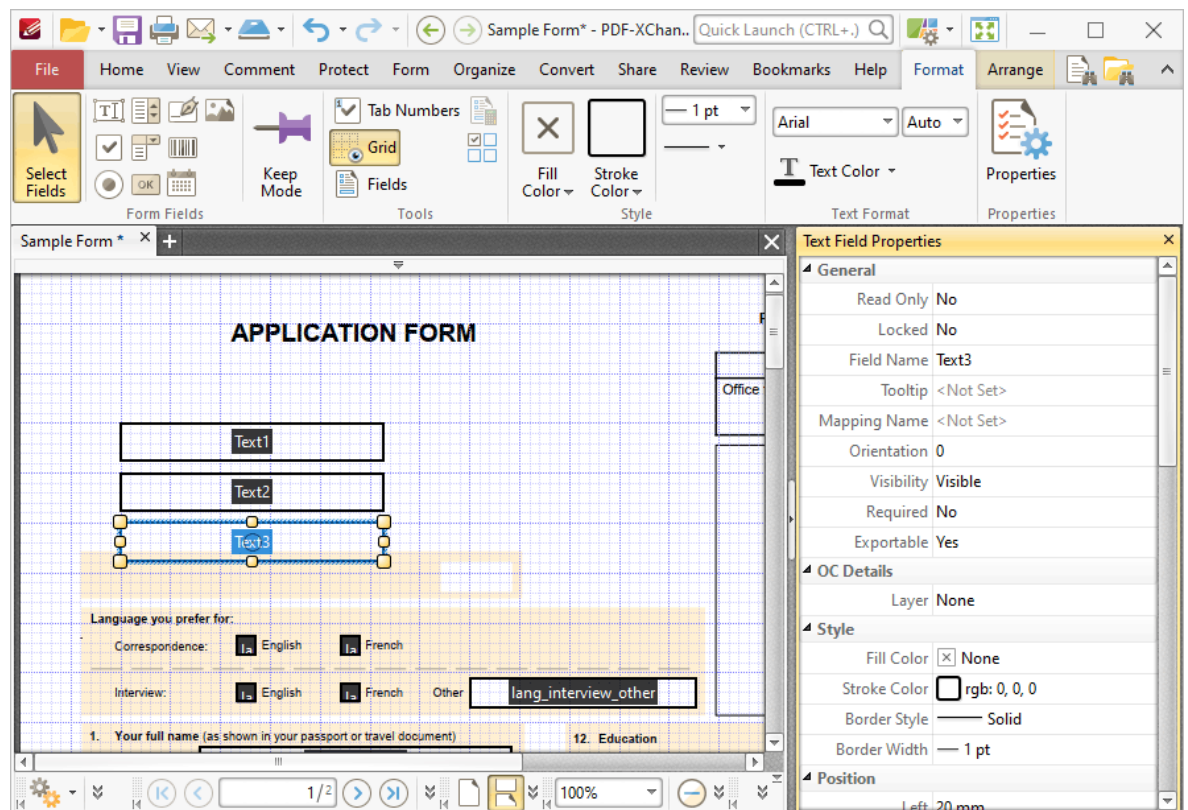 Sample Form* - PDF-XChan.. Quick Launch (CTRL+.)
File Home View Comment Protect Form Organize Convert Share Review Bookmarks Help Format Arrange
Select Fields
OK
Form Fields
Keep Mode
Tab Numbers
Grid
Fields
Tools
Fill Color
Stroke Color
1 pt
Style
Arial Auto
T Text Color
Text Format
Properties
Properties
Sample Form *
APPLICATION FORM
Office
Text1
Text2
Text3
Language you prefer for:
Correspondence: la English la French
Interview: la English la French Other lang_interview_other
1. Your full name (as shown in your passport or travel document) 12. Education
1/2 100%
Text Field Properties
General
Read Only No
Locked No
Field Name Text3
Tooltip <Not Set>
Mapping Name <Not Set>
Orientation 0
Visibility Visible
Required No
Exportable Yes
OC Details
Layer None
Style
Fill Color None
Stroke Color rgb: 0, 0, 0
Border Style Solid
Border Width 1 pt
Position
Left 20 mm